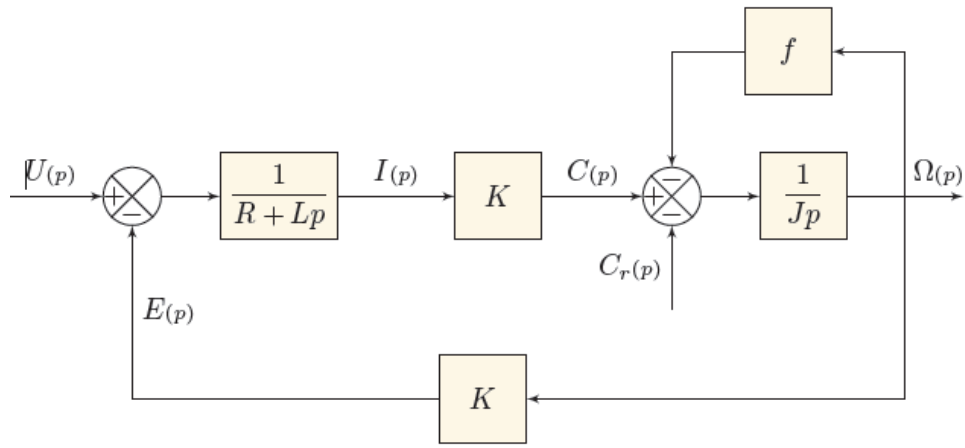 f
U(p)
+
−
1
R + Lp
I(p)
K
C(p)
+
−
−
1
Jp
Ω(p)
Cr(p)
E(p)
K